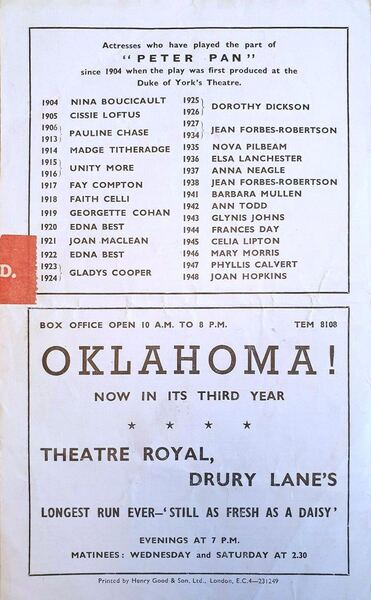 Actresses who have played the part of
"PETER PAN"
since 1904 when the play was first produced at the
Duke of York's Theatre.
1904 NINA BOUCICAULT
1905 CISSIE LOFTUS
1906
1913 } PAULINE CHASE
1914 MADGE TITHERADGE
1915
1916 } UNITY MORE
1917 FAY COMPTON
1918 FAITH CELLI
1919 GEORGETTE COHAN
1920 EDNA BEST
1921 JOAN MACLEAN
1922 EDNA BEST
1923
1924 } GLADYS COOPER
1925
1926 } DOROTHY DICKSON
1927
1934 } JEAN FORBES-ROBERTSON
1935 NOVA PILBEAM
1936 ELSA LANCHESTER
1937 ANNA NEAGLE
1938 JEAN FORBES-ROBERTSON
1941 BARBARA MULLEN
1942 ANN TODD
1943 GLYNIS JOHNS
1944 FRANCES DAY
1945 CELIA LIPTON
1946 MARY MORRIS
1947 PHYLLIS CALVERT
1948 JOAN HOPKINS
D.
BOX OFFICE OPEN 10 A.M. TO 8 P.M. TEM 8108
OKLAHOMA!
NOW IN ITS THIRD YEAR
★ ★ ★ ★
THEATRE ROYAL,
DRURY LANE'S
LONGEST RUN EVER—'STILL AS FRESH AS A DAISY'
EVENINGS AT 7 P.M.
MATINEES: WEDNESDAY and SATURDAY AT 2.30
Printed by Henry Good & Son, Ltd., London, E.C.4—231249